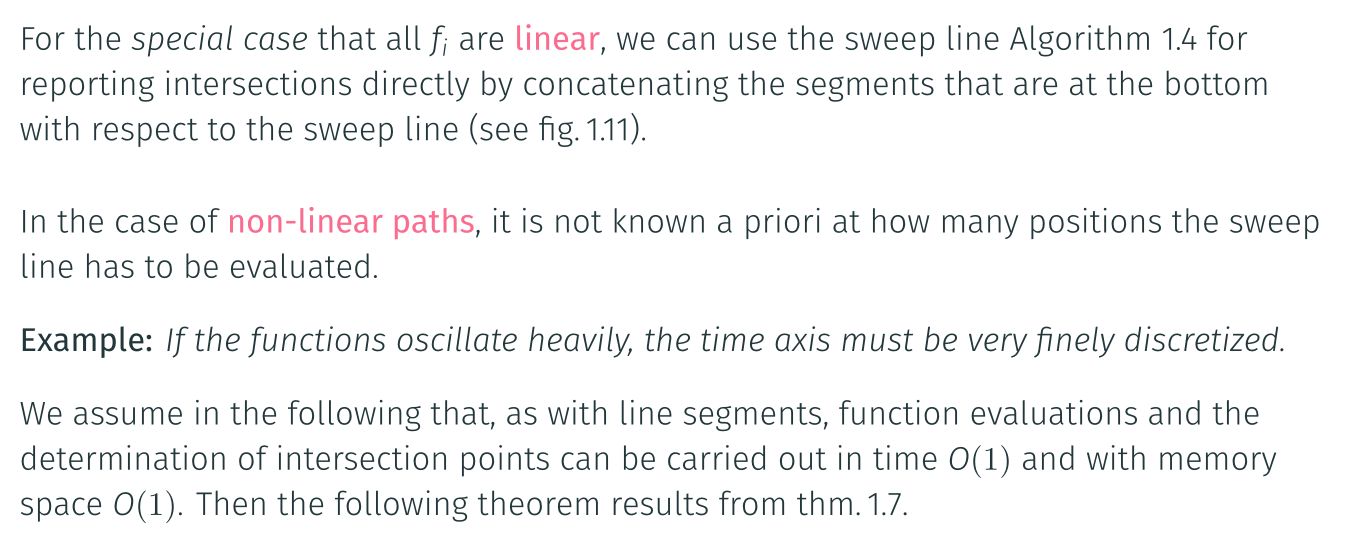 For the special case that all fᵢ are linear, we can use the sweep line Algorithm 1.4 for
reporting intersections directly by concatenating the segments that are at the bottom
with respect to the sweep line (see fig. 1.11).
In the case of non-linear paths, it is not known a priori at how many positions the sweep
line has to be evaluated.
Example: If the functions oscillate heavily, the time axis must be very finely discretized.
We assume in the following that, as with line segments, function evaluations and the
determination of intersection points can be carried out in time O(1) and with memory
space O(1). Then the following theorem results from thm. 1.7.